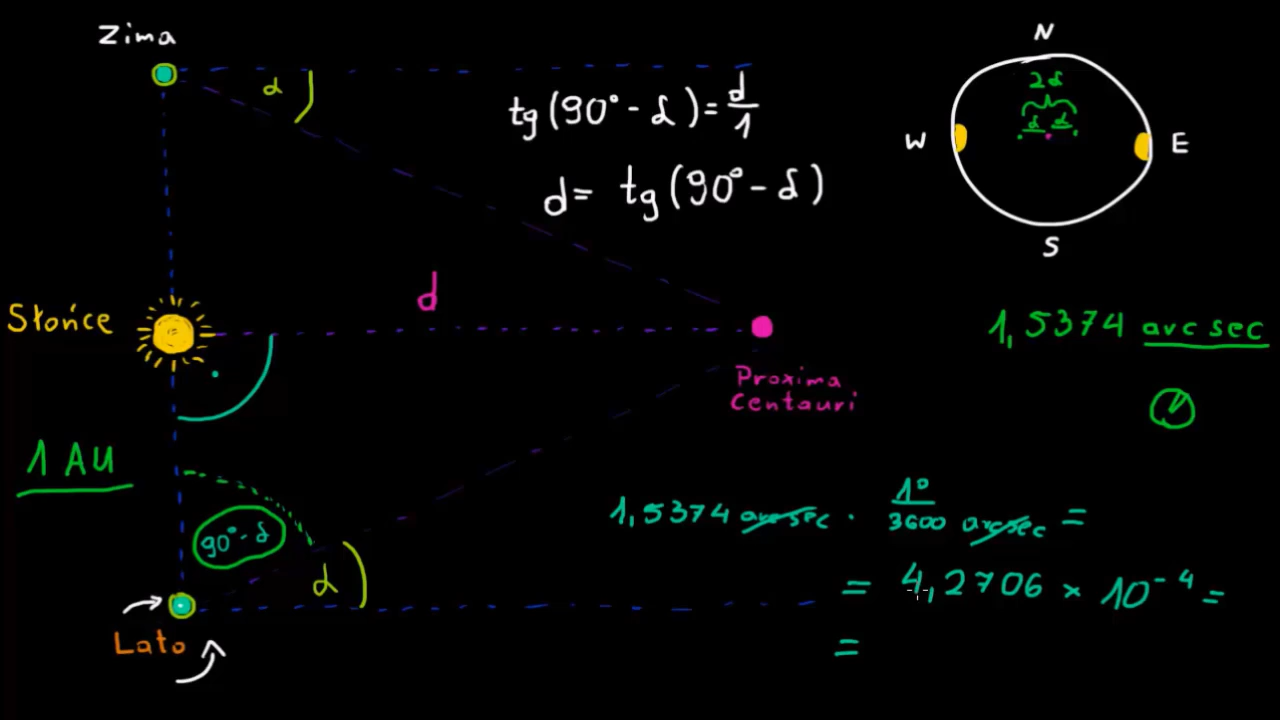 Zima
α
tg(90° - α) = d/1
d = tg(90° - α)
N
2α
α α
W
E
S
Słońce
d
Proxima
Centauri
1,5374 arc sec
1 AU
90° - α
α
Lato
1,5374 arc sec · 1°/3600 arc sec =
= 4,2706 × 10⁻⁴ =
=